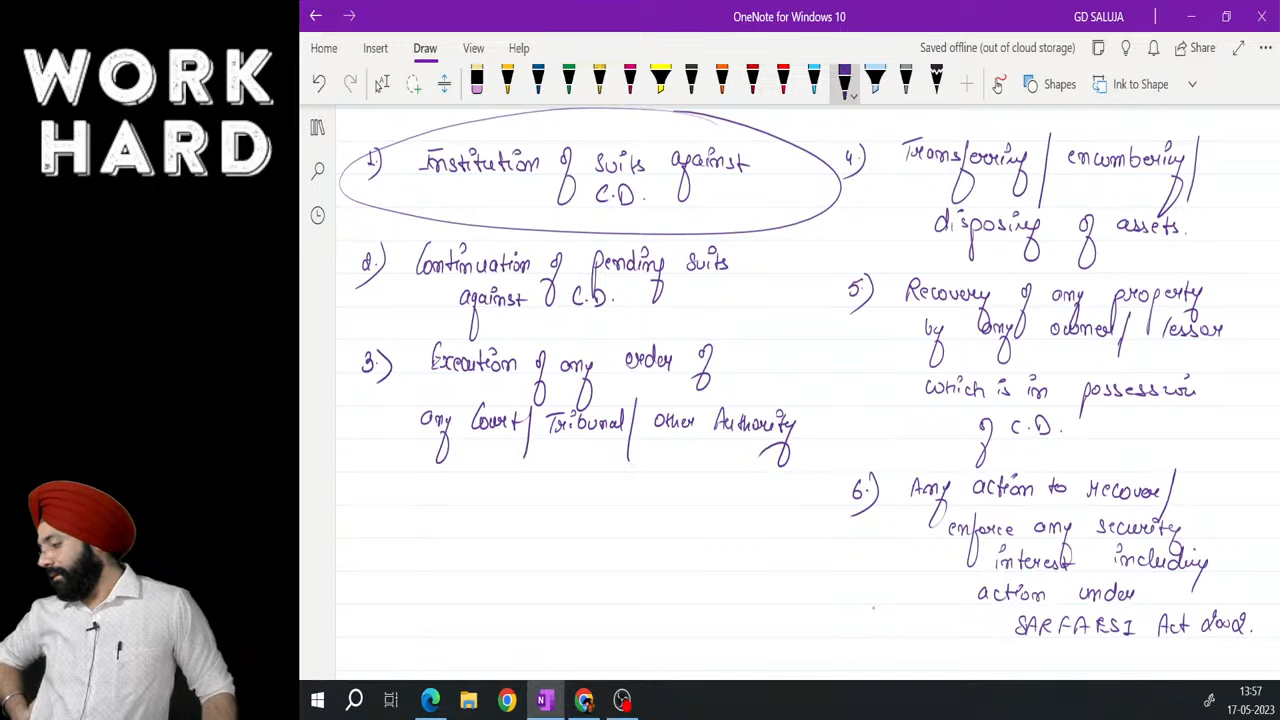 WORK
HARD
OneNote for Windows 10
GD SALUJA
Home Insert Draw View Help
Saved offline (out of cloud storage)
Share
Shapes
Ink to Shape
1) Institution of suits against
C.D.
2.) Continuation of pending suits
against C.D.
3.) Execution of any order of
any Court/ Tribunal/ other Authority
4.) Transferring/ encumbering/
disposing of assets.
5.) Recovery of any property
by any owner/ lessor
which is in possession
of C.D.
6.) Any action to recover/
enforce any security
interest including
action under
SARFARSI Act 2002.
13:57
17-05-2023